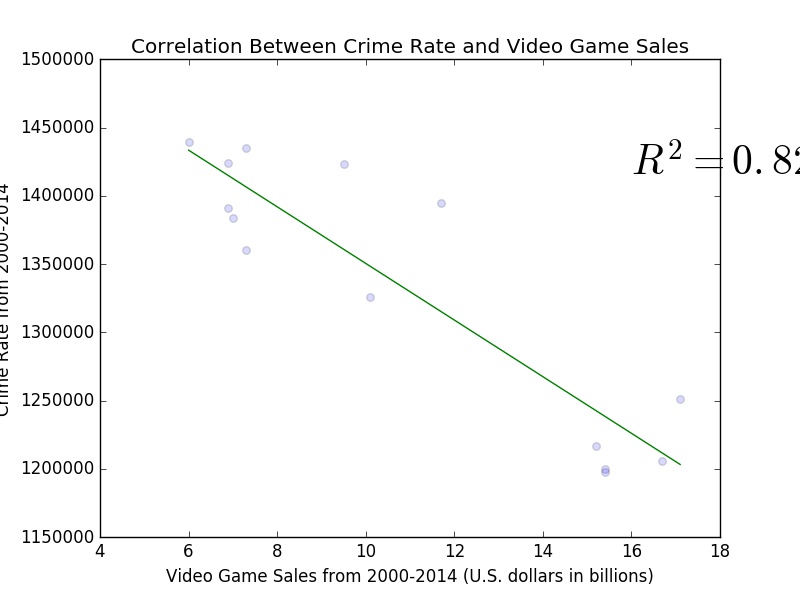 Correlation Between Crime Rate and Video Game Sales
1500000
1450000
1400000
1350000
1300000
1250000
1200000
1150000
Crime Rate from 2000-2014
R² = 0.82
4 6 8 10 12 14 16 18
Video Game Sales from 2000-2014 (U.S. dollars in billions)